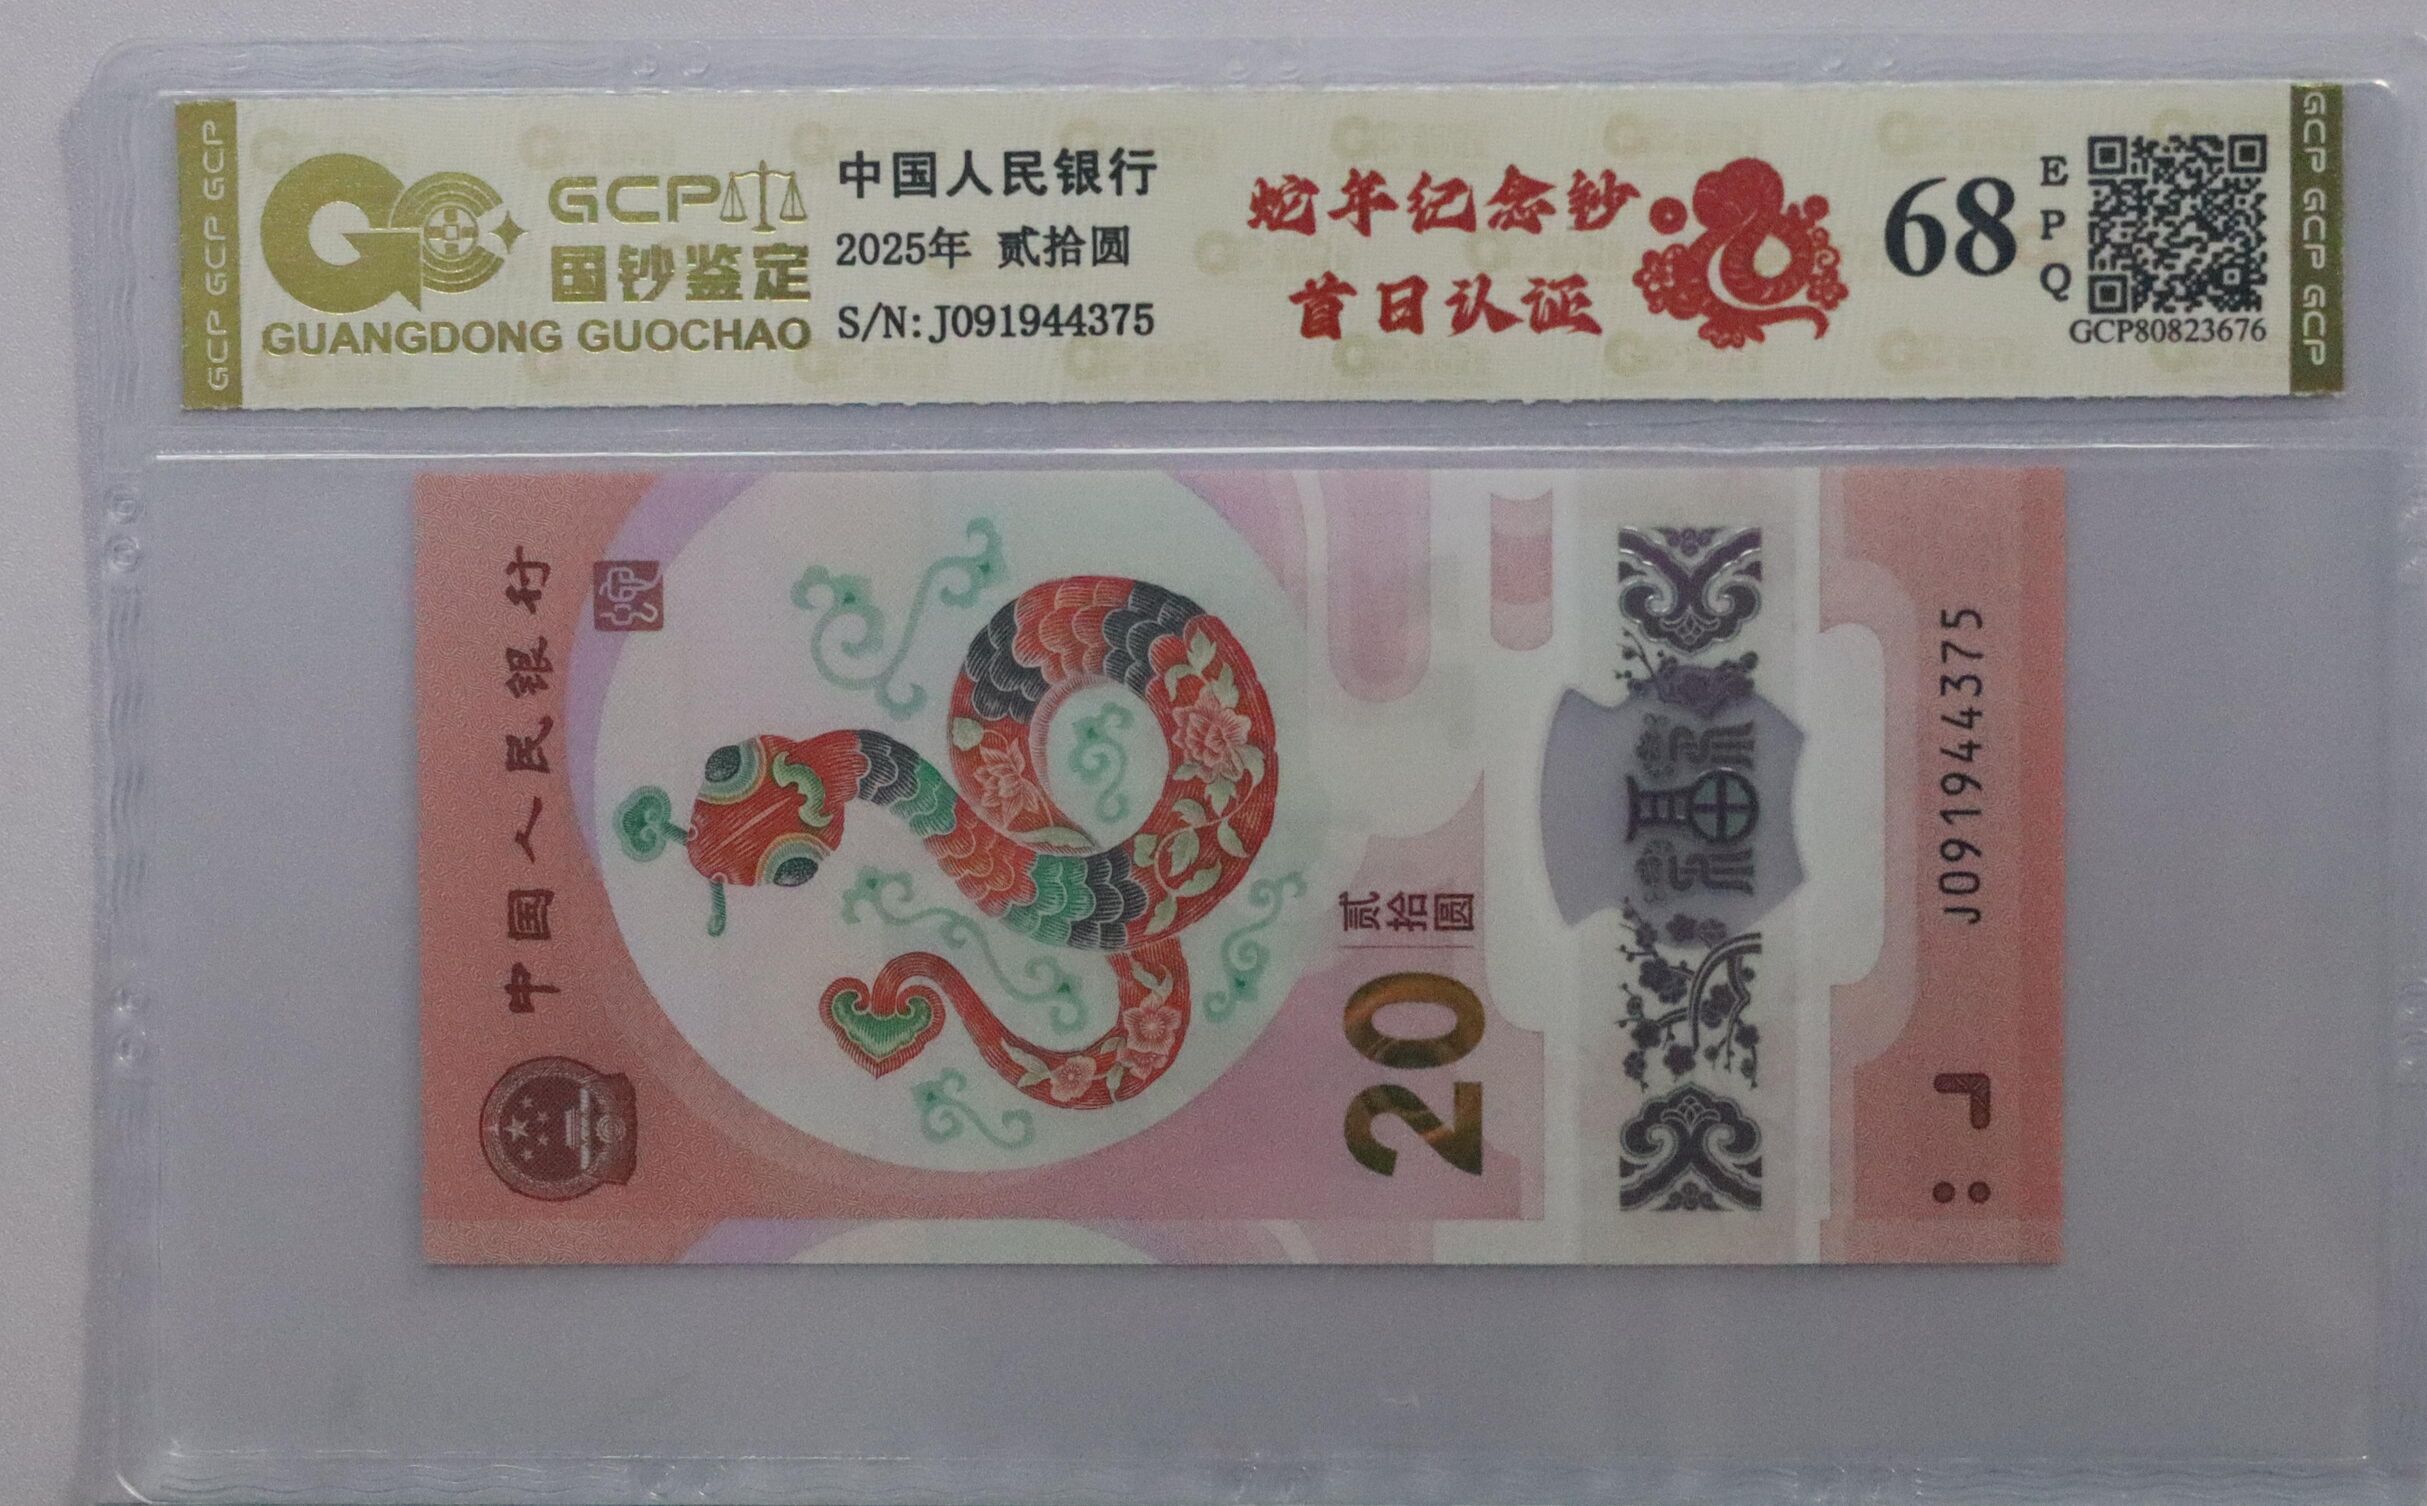 GCP GCP GCP
GCP
国钞鉴定
GUANGDONG GUOCHAO
中国人民银行
2025年 贰拾圆
S/N: J091944375
蛇年纪念钞
首日认证
68
EPQ
GCP80823676
GCP GCP GCP
中国人民银行
20
贰拾圆
福
J091944375